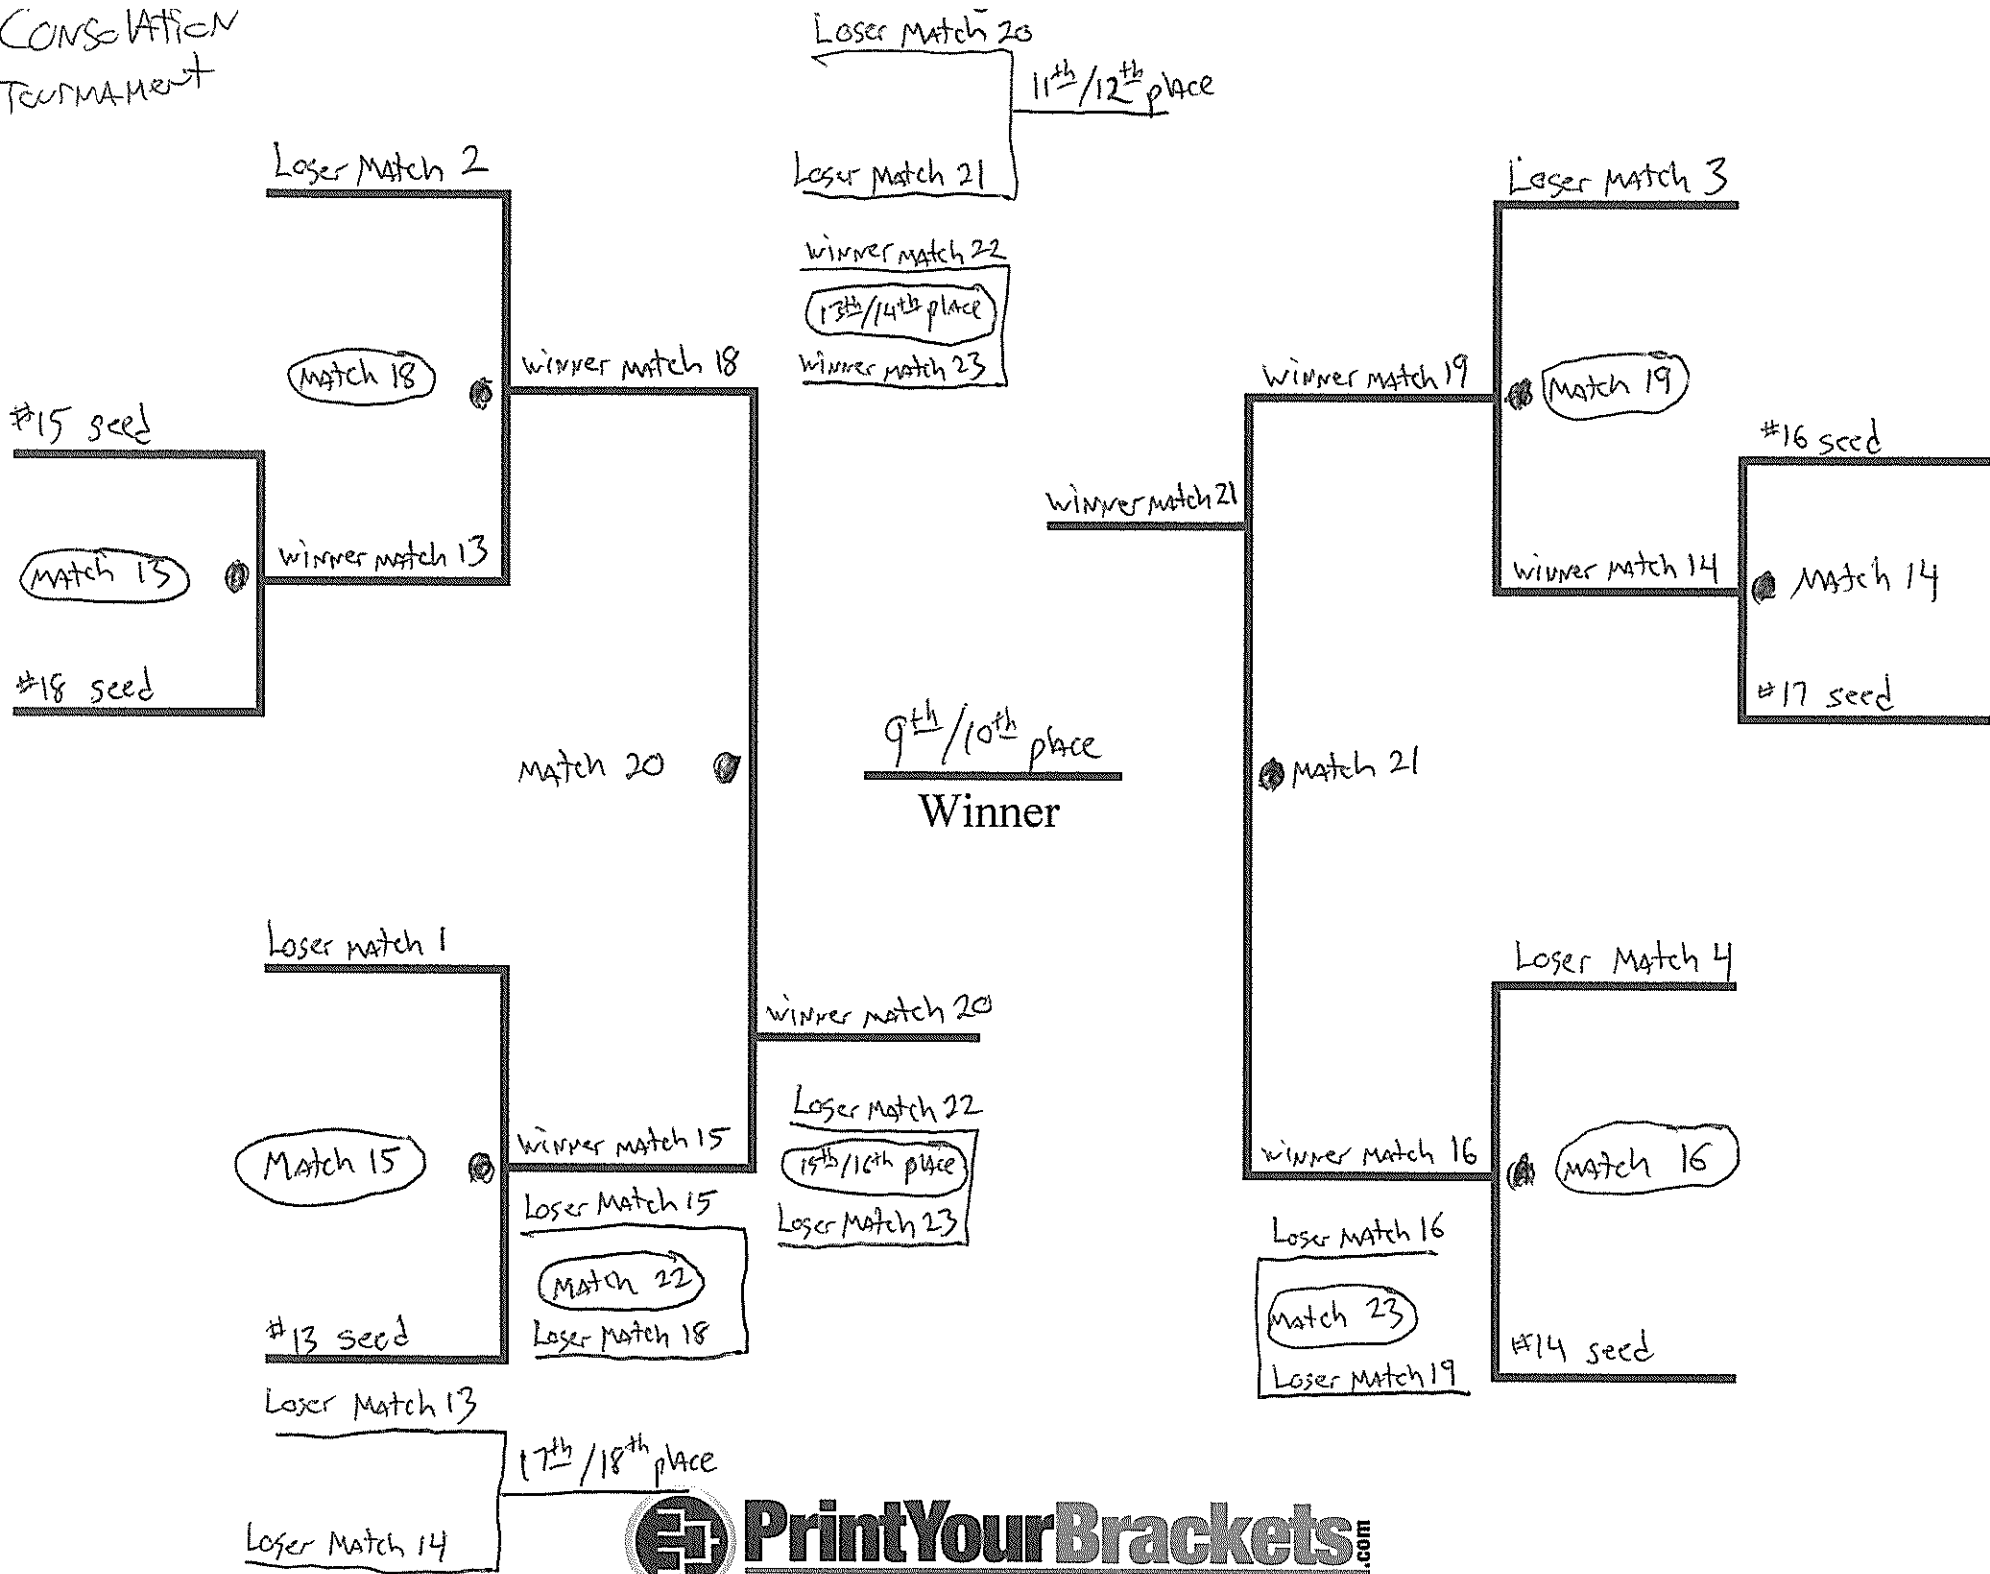 Consolation
Tournament
Loser Match 20
11th/12th place
Loser Match 21
Loser Match 2
Match 18
winner match 18
#15 seed
Match 13
winner match 13
#18 seed
Match 20
winner match 22
13th/14th place
winner match 23
Loser Match 3
winner match 19
Match 19
#16 seed
winner match 21
winner match 14
Match 14
#17 seed
9th/10th place
Winner
Match 21
Loser match 1
winner match 20
Match 15
winner match 15
Loser Match 15
Match 22
Loser Match 18
#13 seed
Loser Match 22
15th/16th place
Loser Match 23
Loser Match 4
winner match 16
Match 16
Loser Match 16
Match 23
Loser Match 19
#14 seed
Loser Match 13
17th/18th place
Loser Match 14
PrintYourBrackets.com